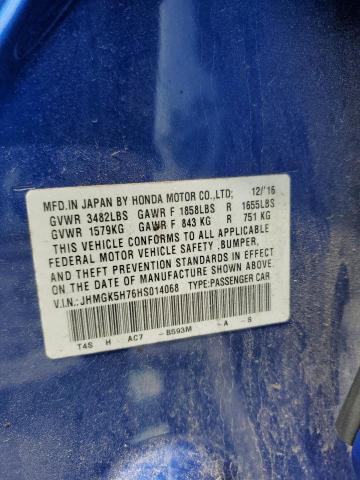 MFD.IN JAPAN BY HONDA MOTOR CO.,LTD; 12/'16
GVWR 3482LBS GAWR F 1858LBS R 1655LBS
GVWR 1579KG GAWR F 843 KG R 751 KG
THIS VEHICLE CONFORMS TO ALL APPLICABLE
FEDERAL MOTOR VEHICLE SAFETY ,BUMPER,
AND THEFT PREVENTION STANDARDS IN EFFECT
ON THE DATE OF MANUFACTURE SHOWN ABOVE.
V.I.N.: JHMGK5H76HS014068 TYPE:PASSENGER CAR
T4S H AC7 -B593M -A -S